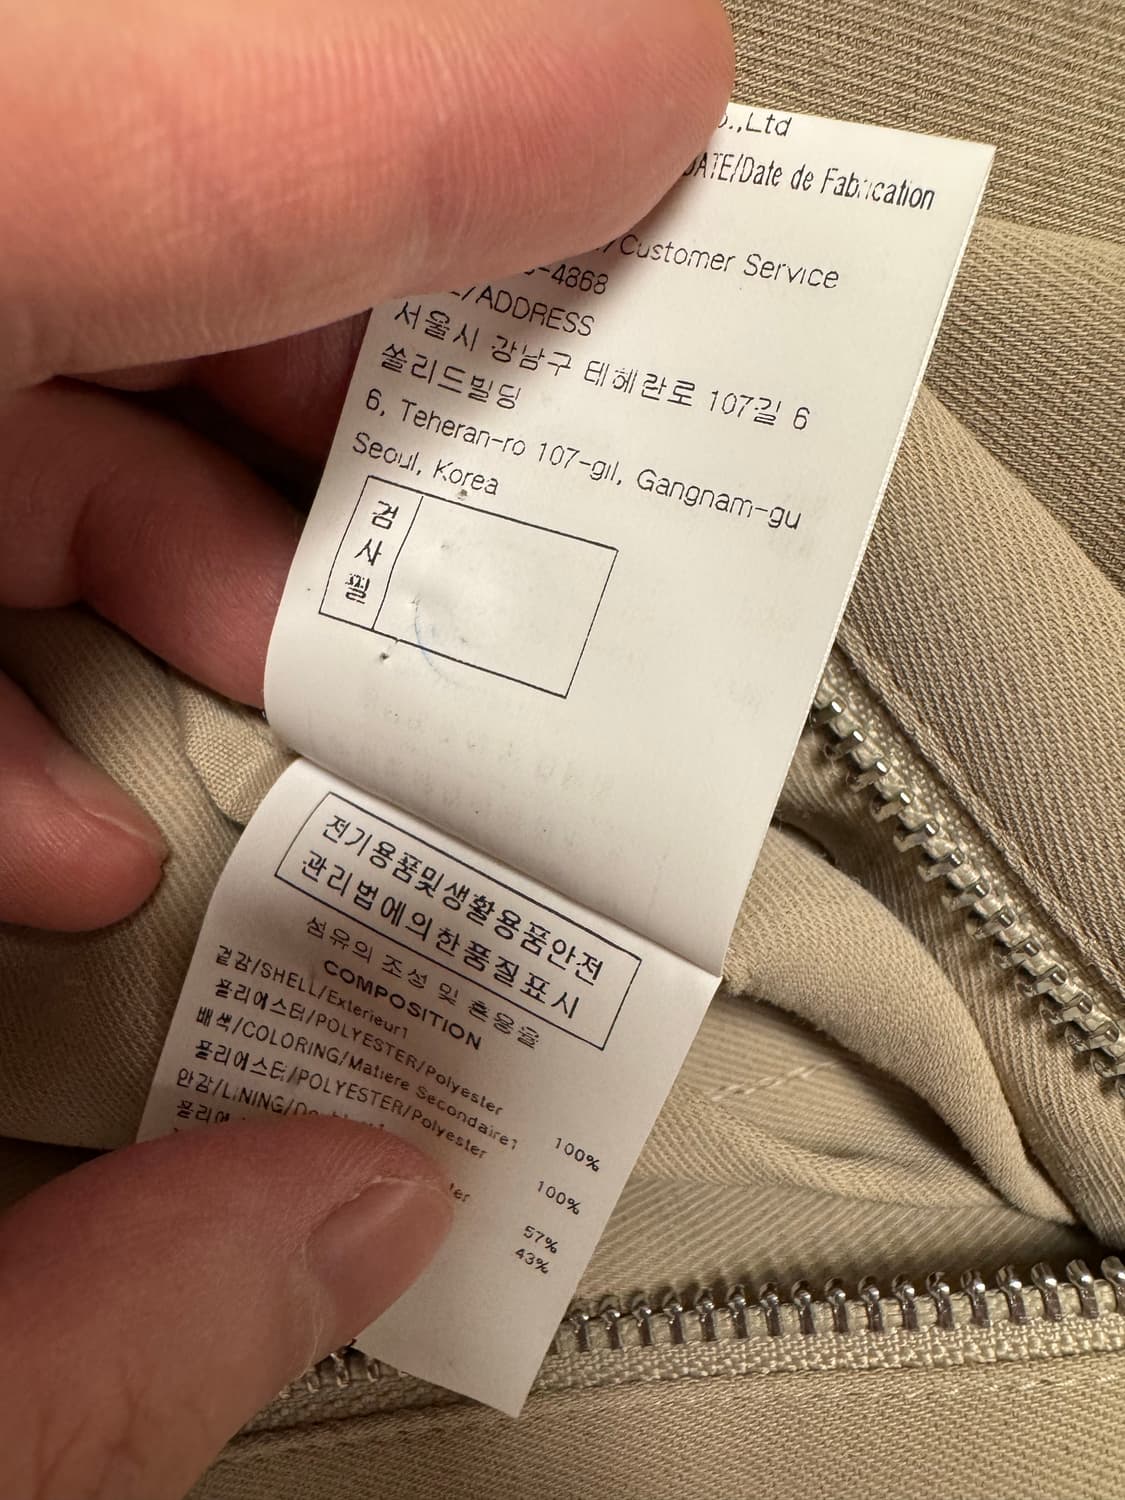 .,Ltd
DATE/Date de Fabrication
/Customer Service
-4868
/ADDRESS
서울시 강남구 테헤란로 107길 6
쏠리드빌딩
6, Teheran-ro 107-gil, Gangnam-gu
Seoul, Korea
검사필
전기용품및생활용품안전
관리법에의한품질표시
섬유의 조성 및 혼용율
COMPOSITION
겉감/SHELL/Exterieur1
폴리에스터/POLYESTER/Polyester 100%
배색/COLORING/Matiere Secondaire1
폴리에스터/POLYESTER/Polyester 100%
안감/LINING/
폴리에
57%
43%